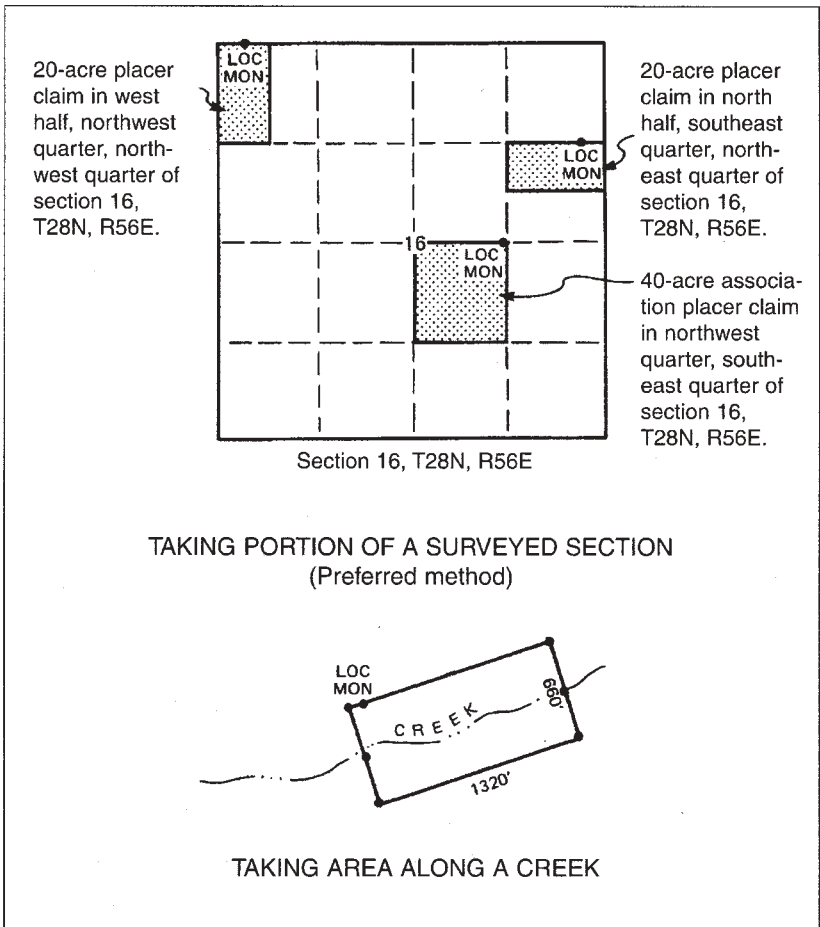 20-acre placer
claim in west
half, northwest
quarter, north-
west quarter of
section 16,
T28N, R56E.
LOC
MON
20-acre placer
claim in north
half, southeast
quarter, north-
east quarter of
section 16,
T28N, R56E.
LOC
MON
16
LOC
MON
40-acre associa-
tion placer claim
in northwest
quarter, south-
east quarter of
section 16,
T28N, R56E.
Section 16, T28N, R56E
TAKING PORTION OF A SURVEYED SECTION
(Preferred method)
LOC
MON
CREEK
660'
1320'
TAKING AREA ALONG A CREEK